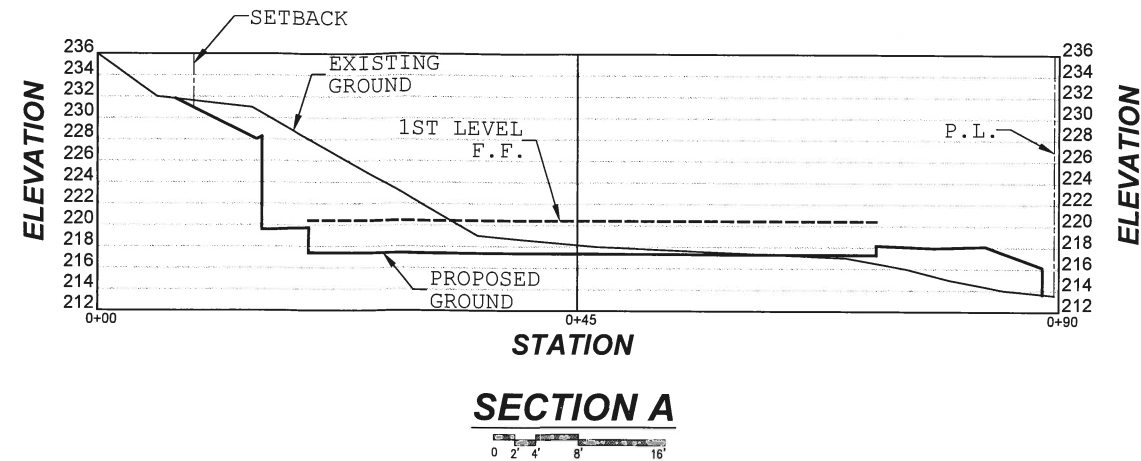 SETBACK
236
234
232
230
228
226
224
222
220
218
216
214
212
ELEVATION
EXISTING
GROUND
1ST LEVEL
F.F.
P.L.
PROPOSED
GROUND
236
234
232
230
228
226
224
222
220
218
216
214
212
ELEVATION
0+00
0+45
0+90
STATION
SECTION A
0 2' 4' 8' 16'